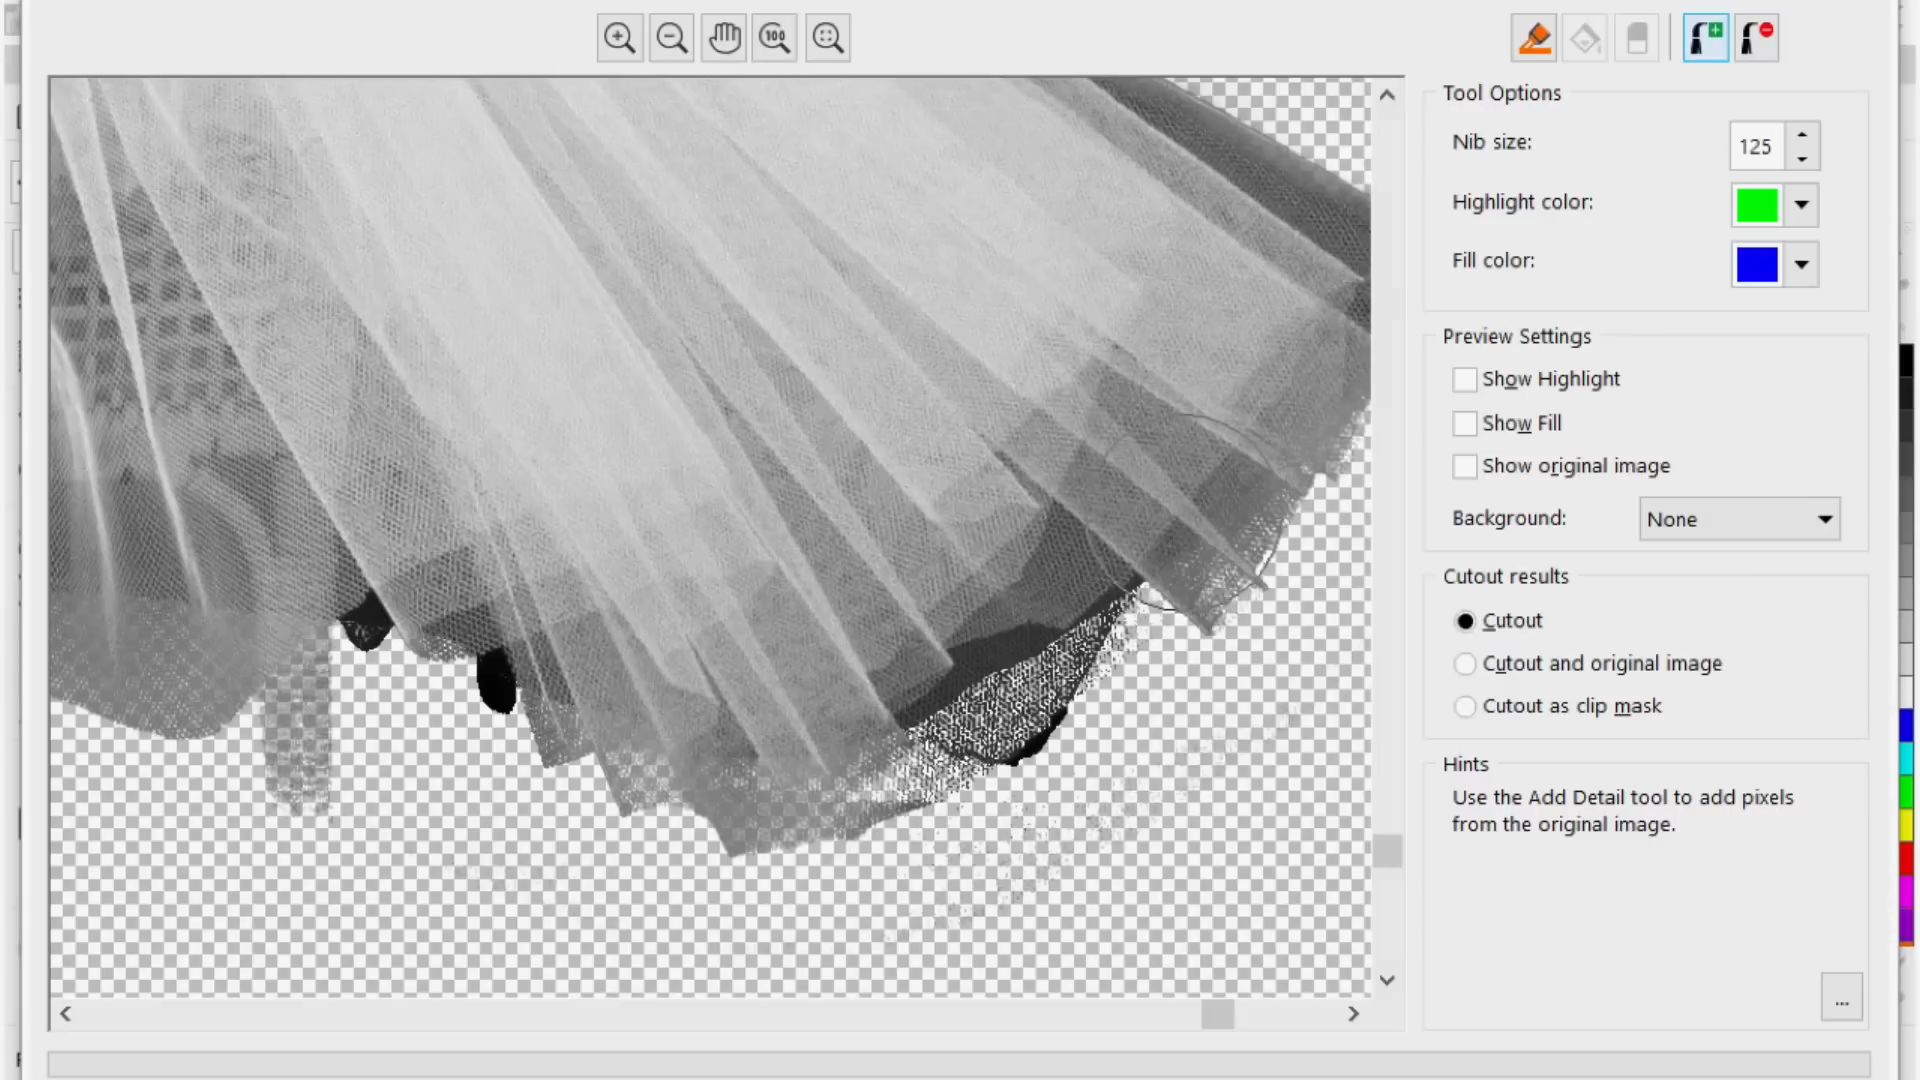 100
Tool Options
Nib size:
125
Highlight color:
Fill color:
Preview Settings
Show Highlight
Show Fill
Show original image
Background:
None
Cutout results
Cutout
Cutout and original image
Cutout as clip mask
Hints
Use the Add Detail tool to add pixels
from the original image.
...